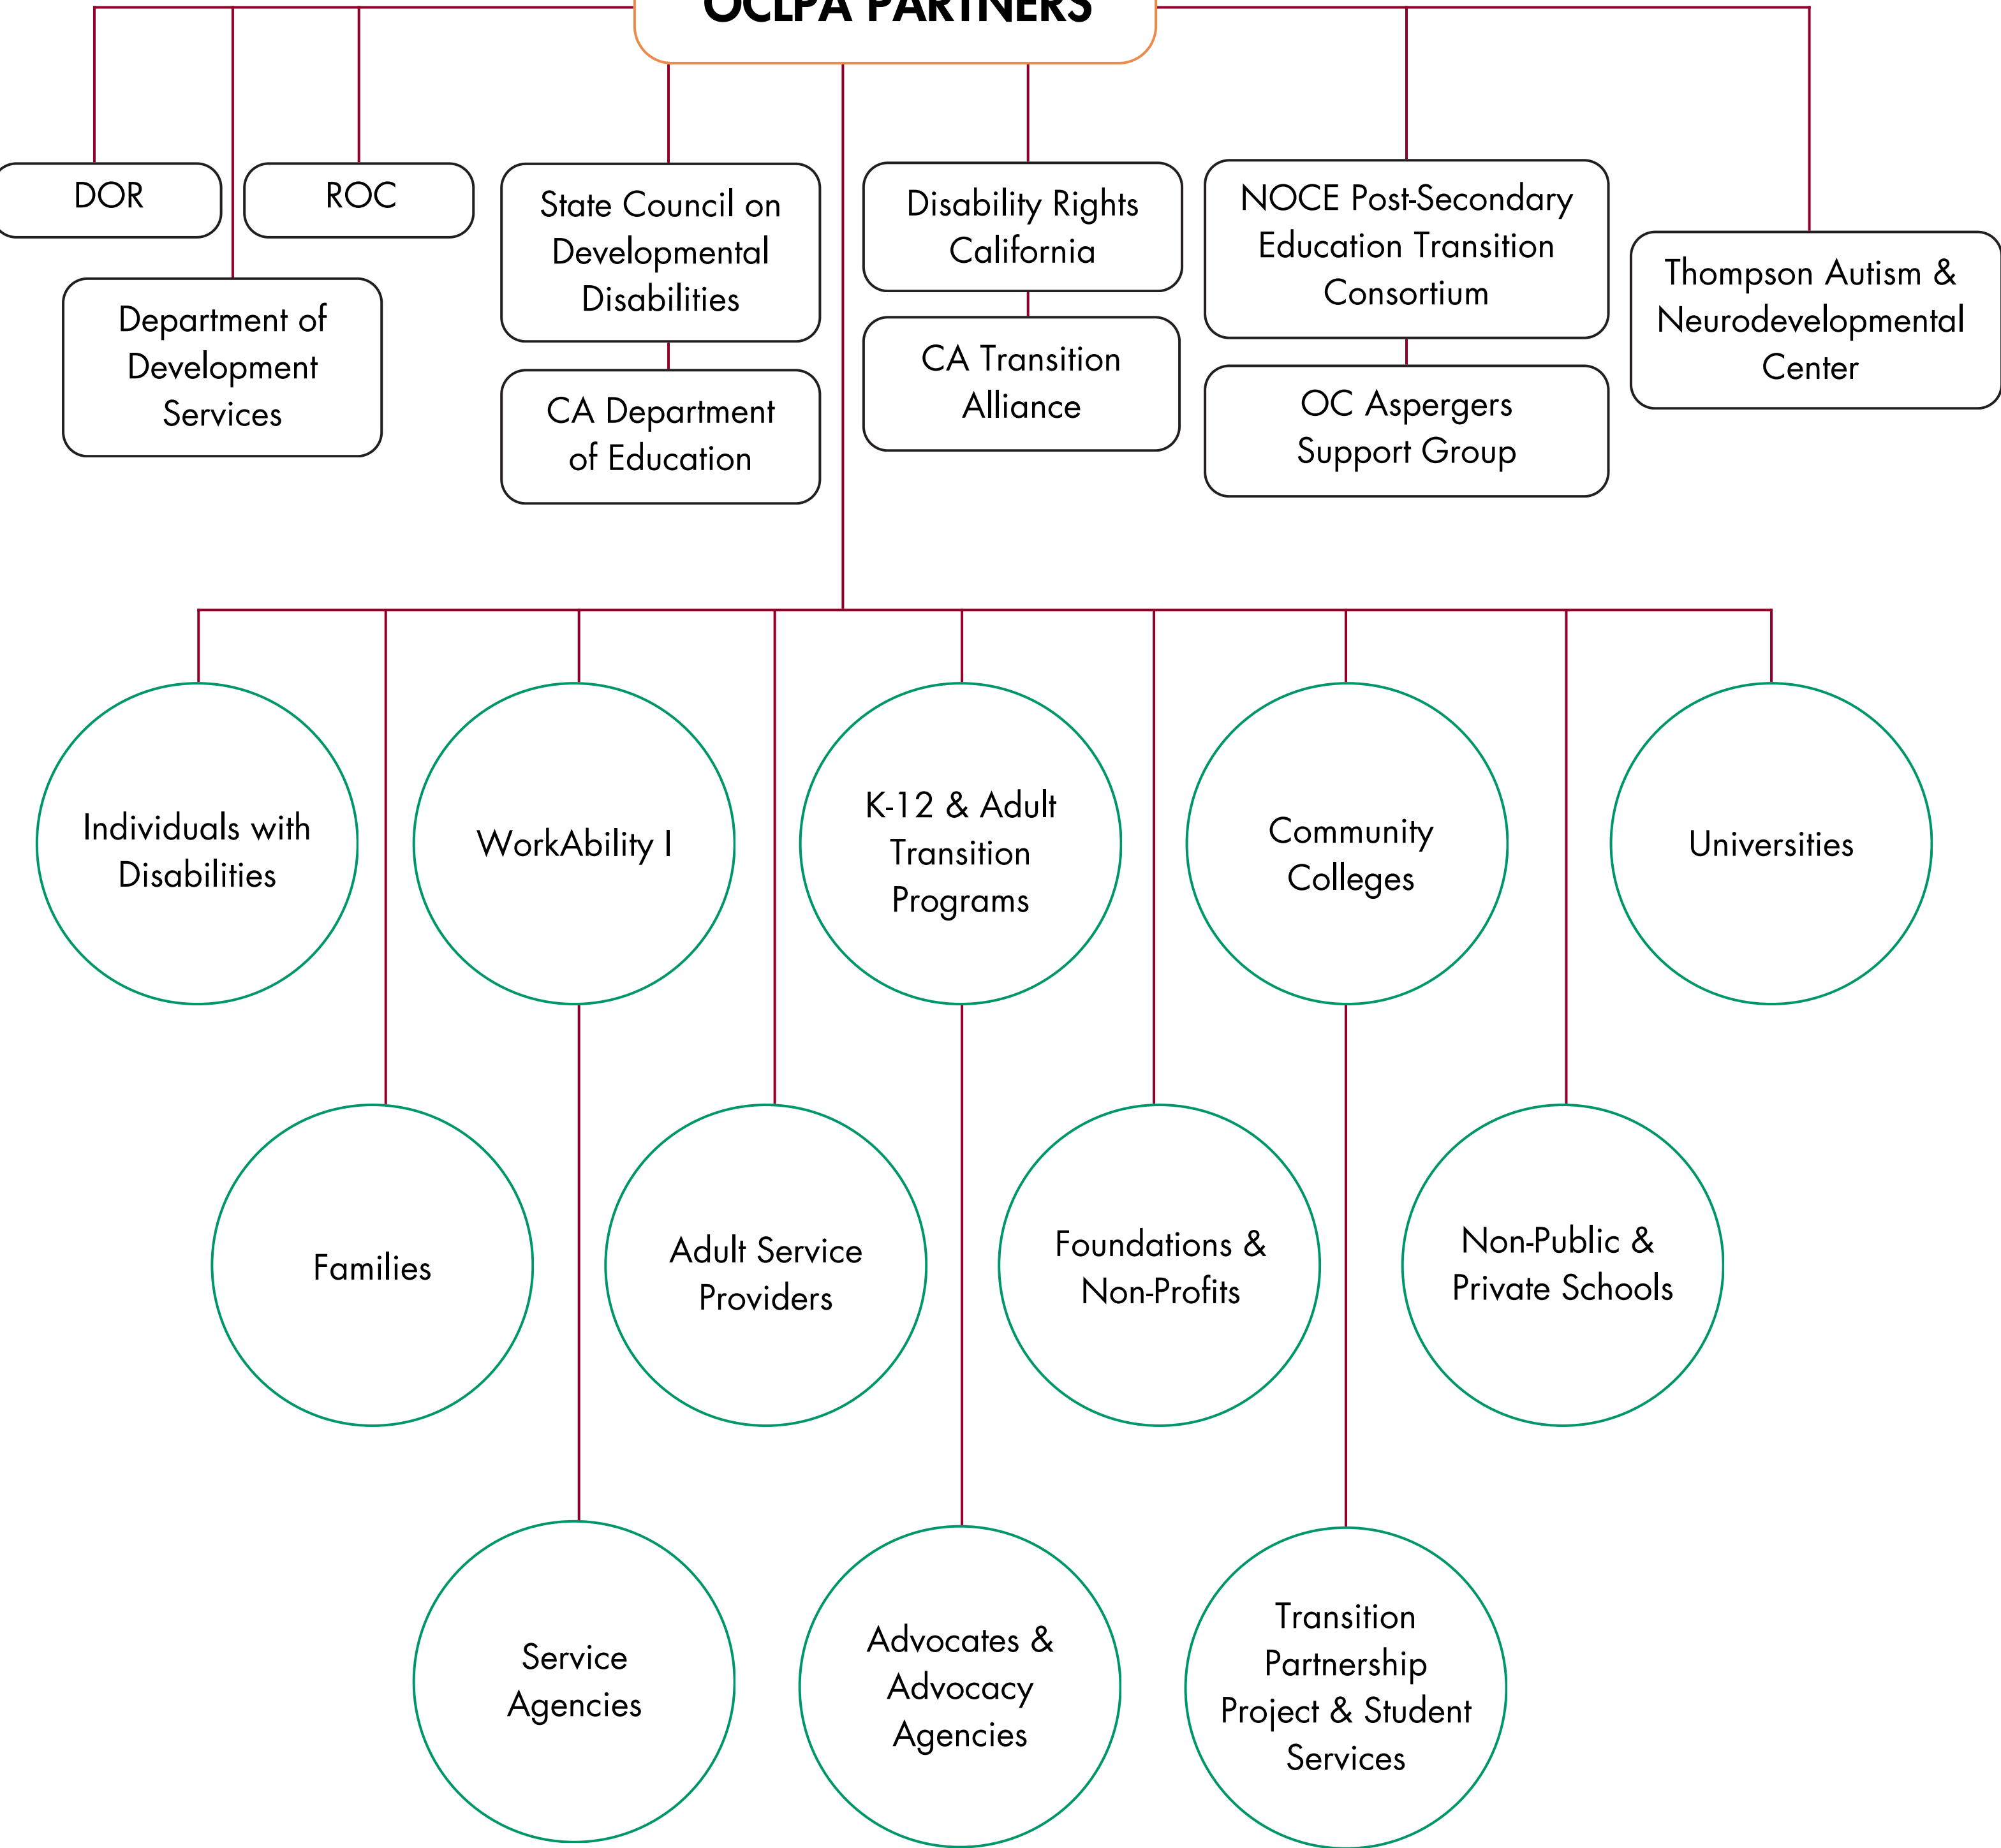 OCLPA PARTNERS
DOR
ROC
State Council on
Developmental
Disabilities
Disability Rights
California
NOCE Post-Secondary
Education Transition
Consortium
Thompson Autism &
Neurodevelopmental
Center
Department of
Development
Services
CA Department
of Education
CA Transition
Alliance
OC Aspergers
Support Group
Individuals with
Disabilities
WorkAbility I
K-12 & Adult
Transition
Programs
Community
Colleges
Universities
Families
Adult Service
Providers
Foundations &
Non-Profits
Non-Public &
Private Schools
Service
Agencies
Advocates &
Advocacy
Agencies
Transition
Partnership
Project & Student
Services